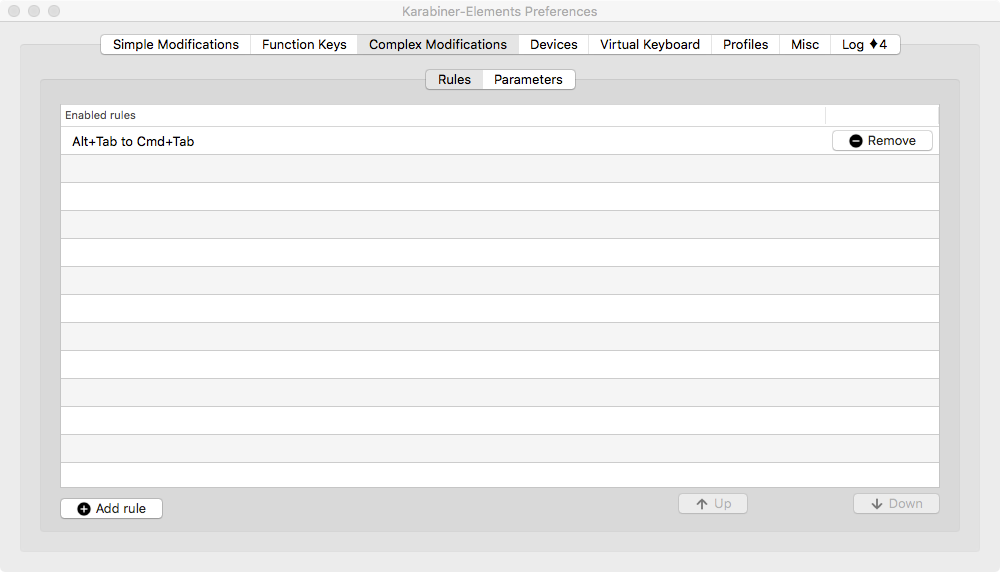 Karabiner-Elements Preferences
Simple Modifications Function Keys Complex Modifications Devices Virtual Keyboard Profiles Misc Log ♦4
Rules Parameters
Enabled rules
Alt+Tab to Cmd+Tab Remove
Add rule Up Down